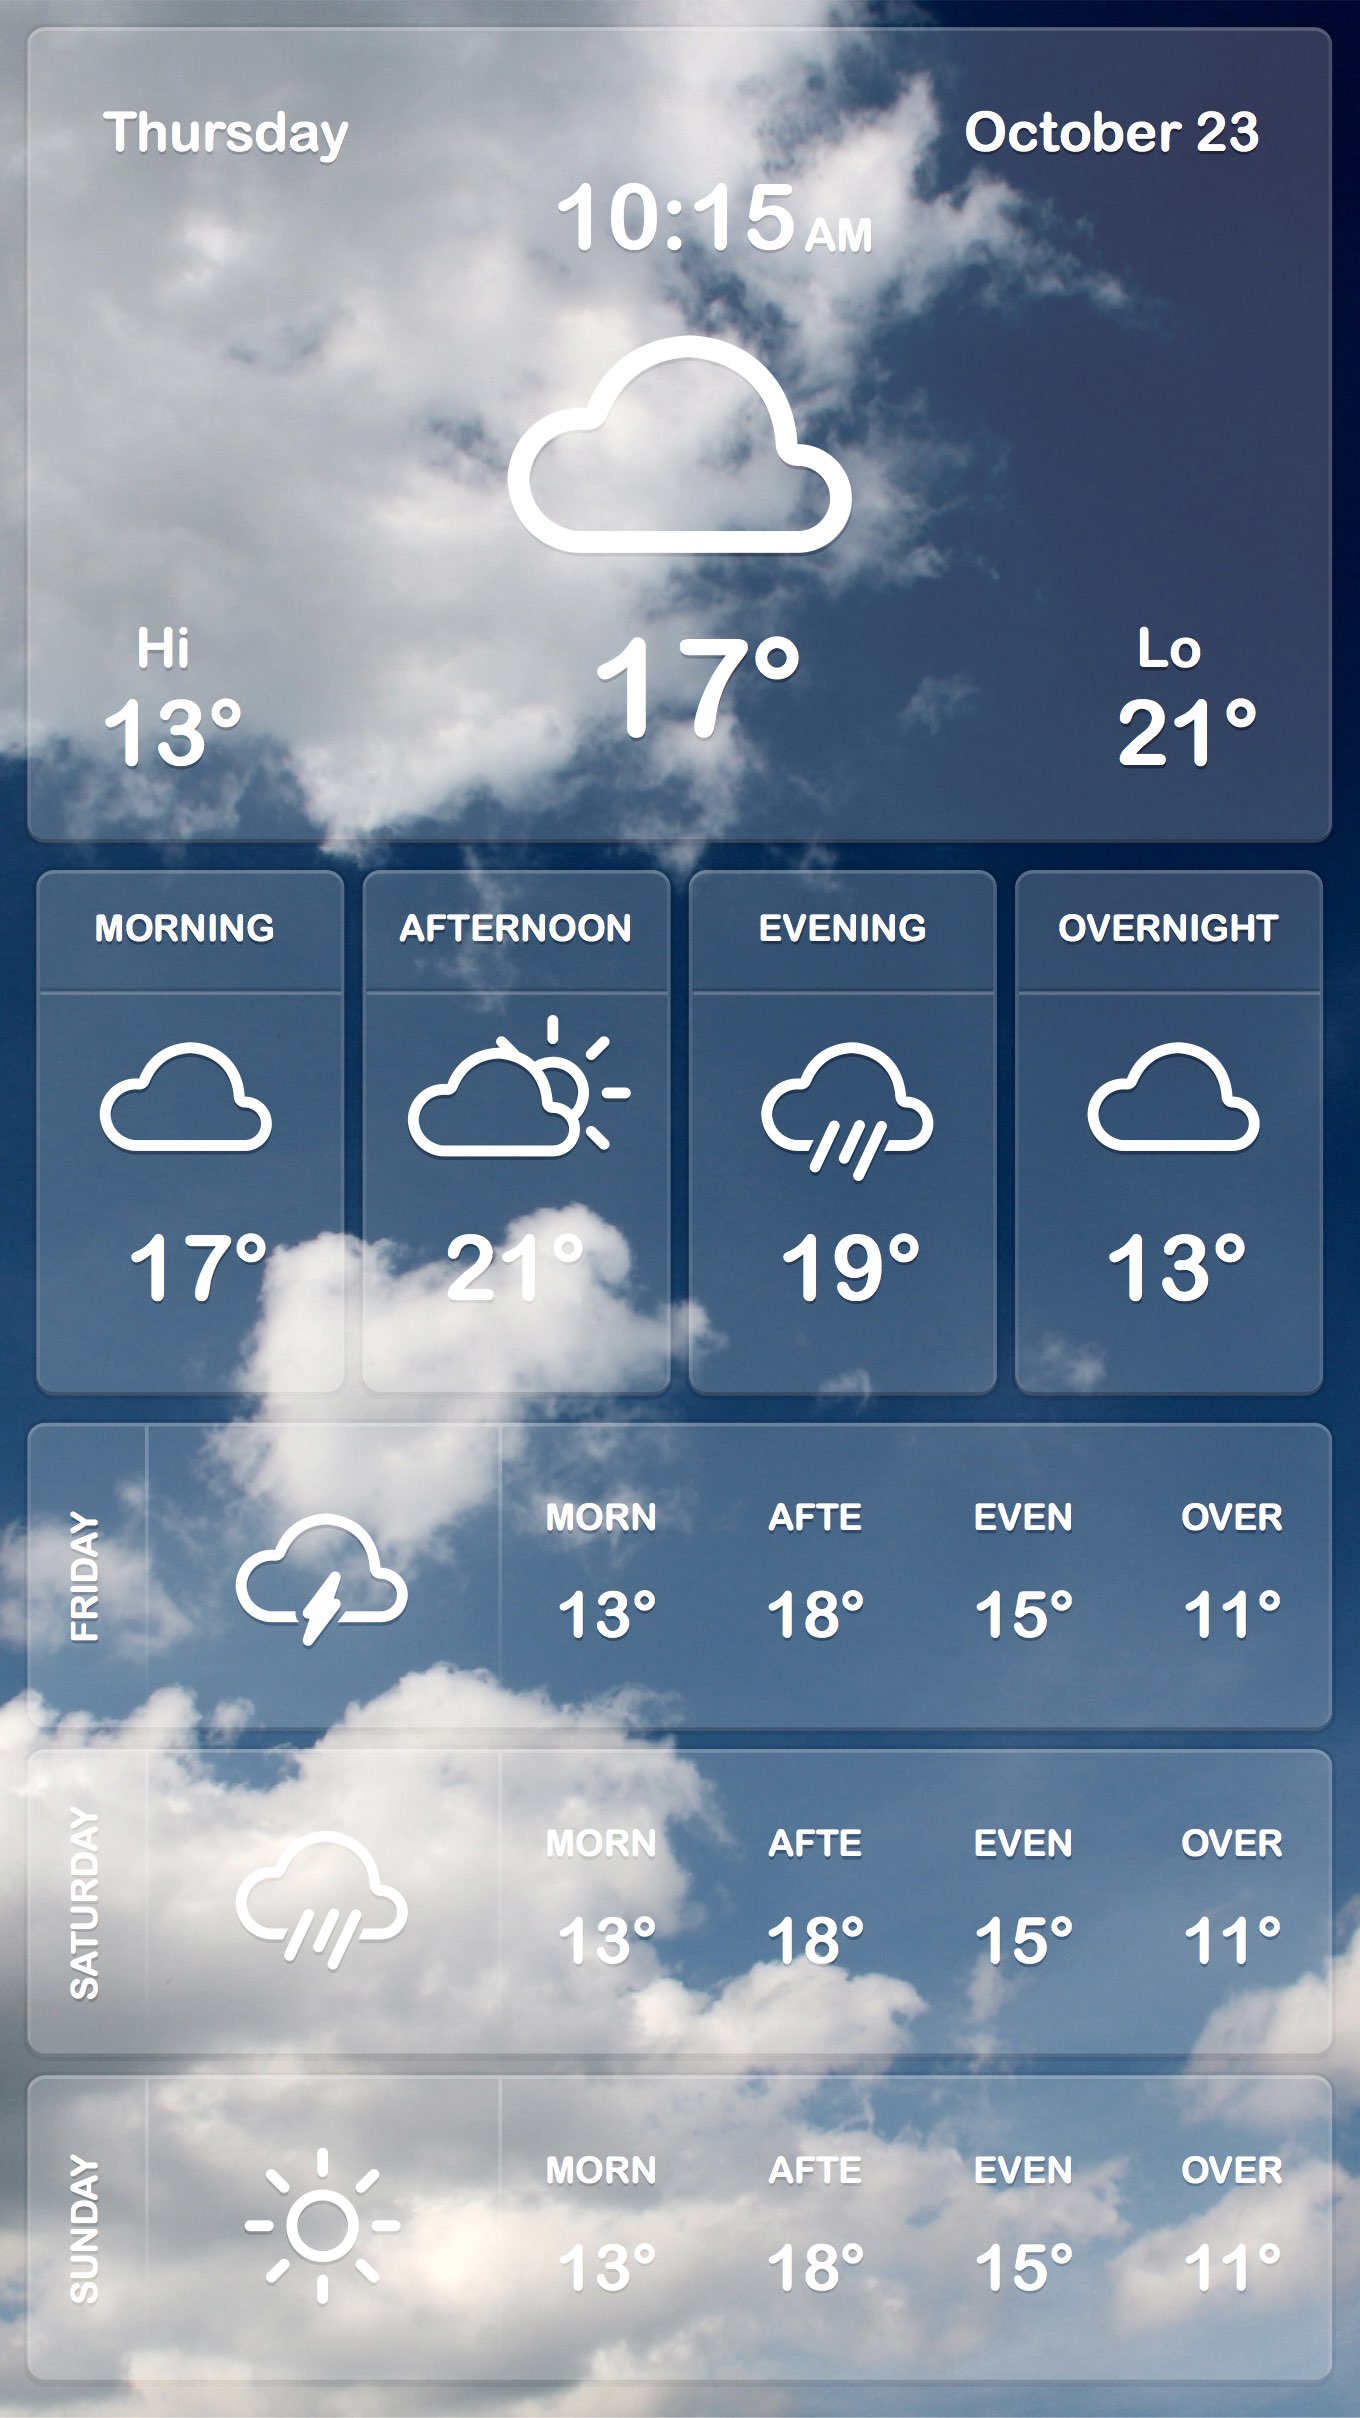 Thursday October 23
10:15 AM
Hi 17° Lo
13° 21°
MORNING AFTERNOON EVENING OVERNIGHT
17° 21° 19° 13°
FRIDAY
MORN AFTE EVEN OVER
13° 18° 15° 11°
SATURDAY
MORN AFTE EVEN OVER
13° 18° 15° 11°
SUNDAY
MORN AFTE EVEN OVER
13° 18° 15° 11°